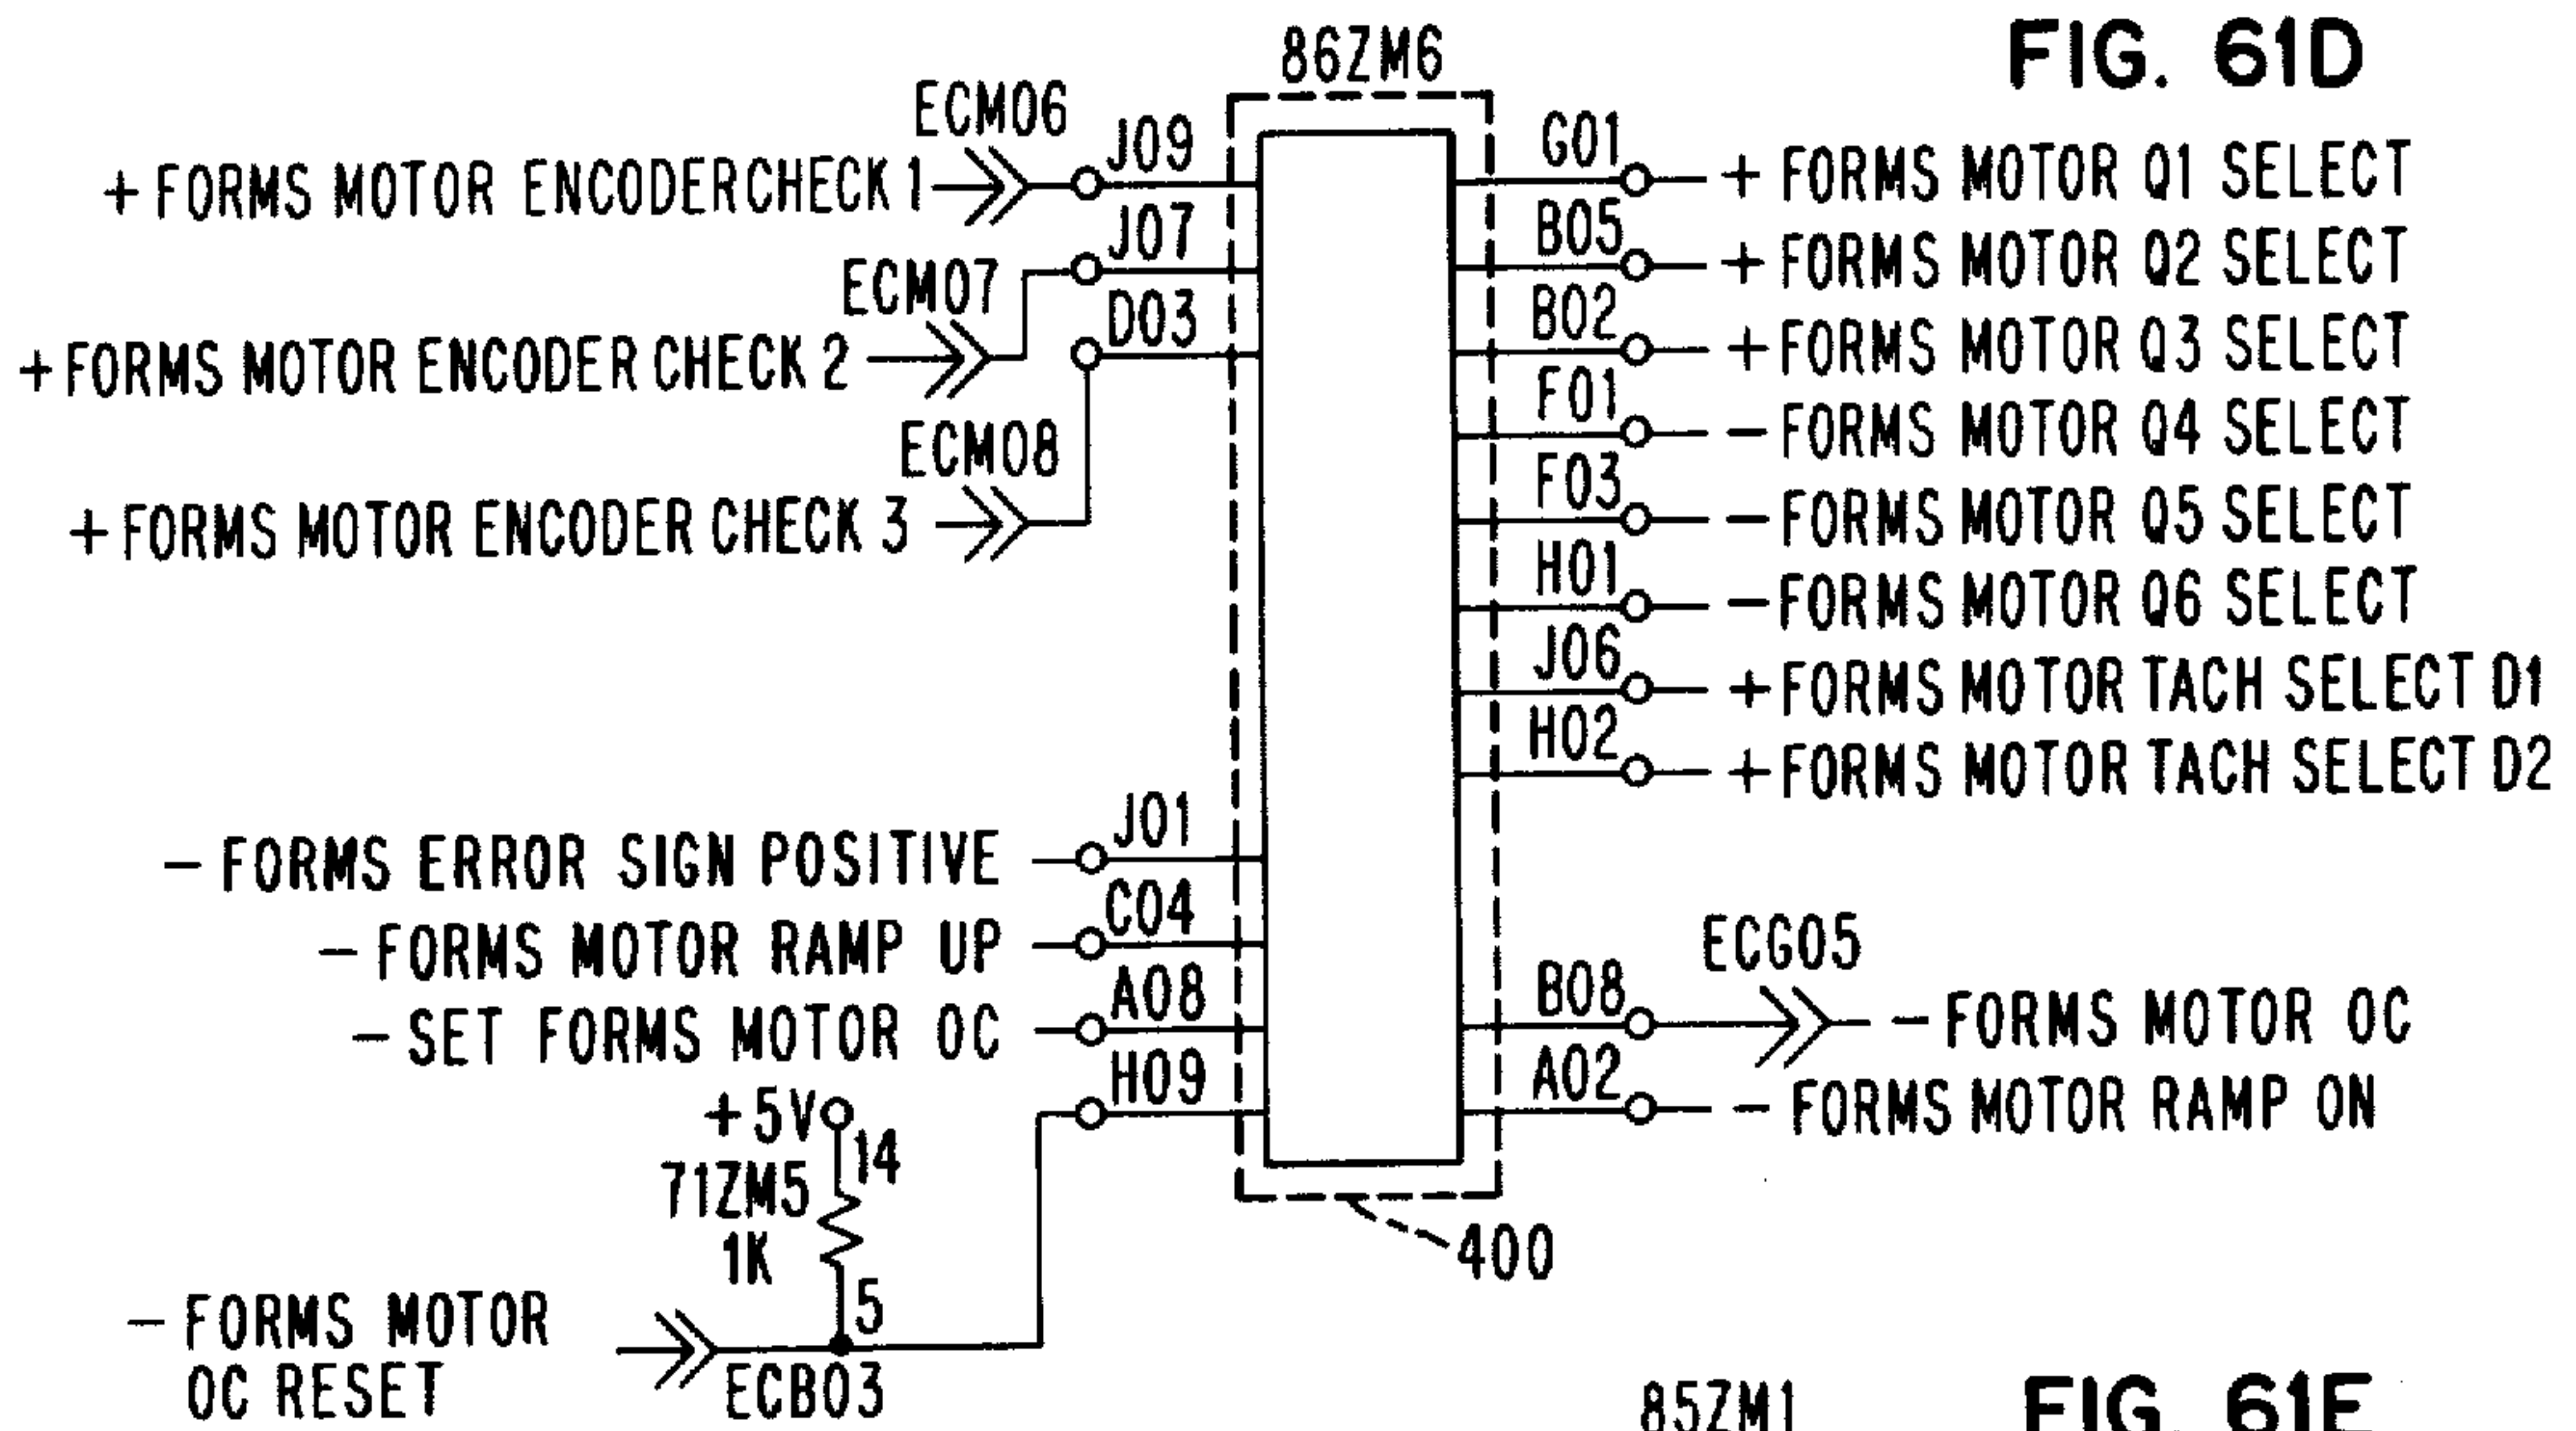 FIG. 61D
86ZM6
ECM06
+ FORMS MOTOR ENCODER CHECK 1
J09
ECM07
J07
+ FORMS MOTOR ENCODER CHECK 2
D03
ECM08
+ FORMS MOTOR ENCODER CHECK 3
G01
+ FORMS MOTOR Q1 SELECT
B05
+ FORMS MOTOR Q2 SELECT
B02
+ FORMS MOTOR Q3 SELECT
F01
- FORMS MOTOR Q4 SELECT
F03
- FORMS MOTOR Q5 SELECT
H01
- FORMS MOTOR Q6 SELECT
J06
+ FORMS MOTOR TACH SELECT D1
H02
+ FORMS MOTOR TACH SELECT D2
J01
- FORMS ERROR SIGN POSITIVE
C04
- FORMS MOTOR RAMP UP
A08
- SET FORMS MOTOR OC
H09
+5V
14
71ZM5
1K
5
- FORMS MOTOR
OC RESET
ECB03
ECG05
B08
- FORMS MOTOR OC
A02
- FORMS MOTOR RAMP ON
400
85ZM1
FIG. 61E